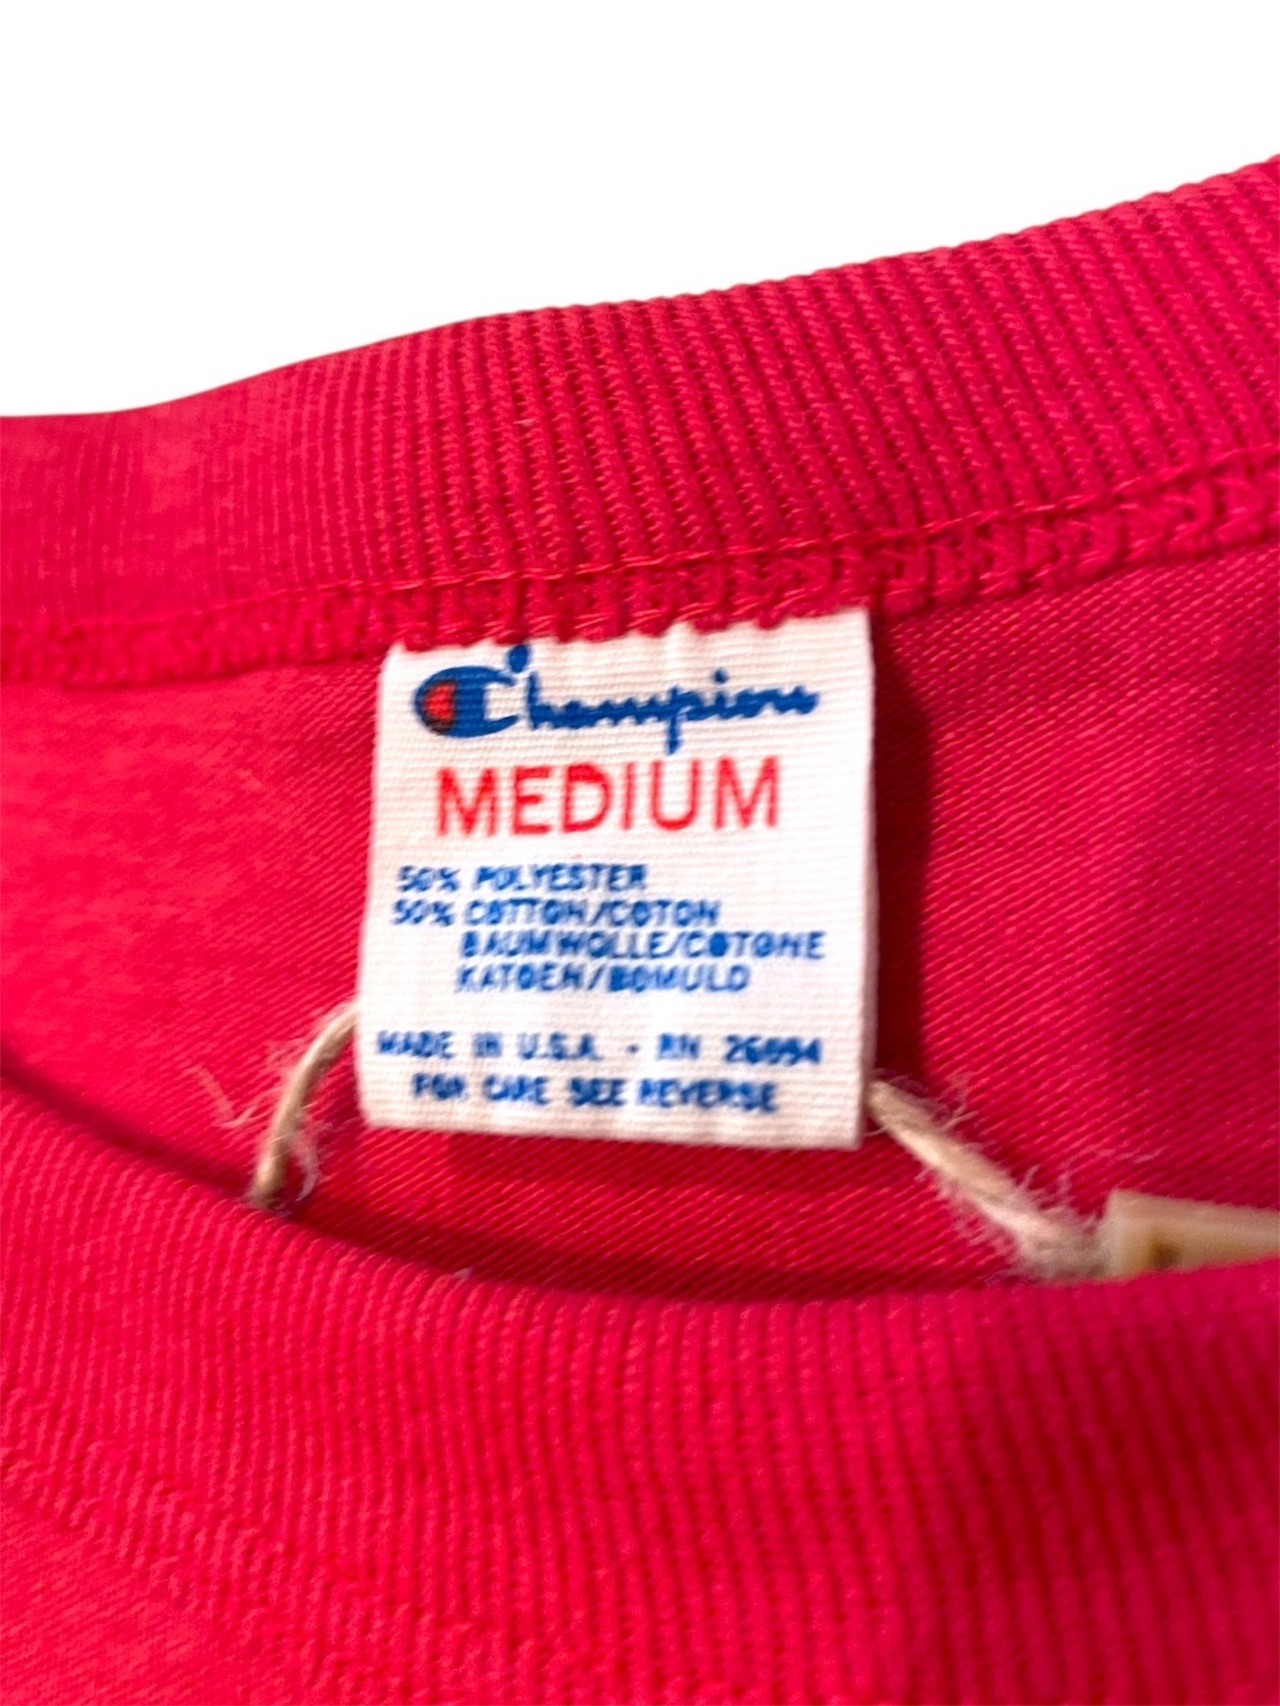 Champion
MEDIUM
50% POLYESTER
50% COTTON/COTON
BAUMWOLLE/COTONE
KATOEN/BOMULD
MADE IN U.S.A. - RN 26094
FOR CARE SEE REVERSE